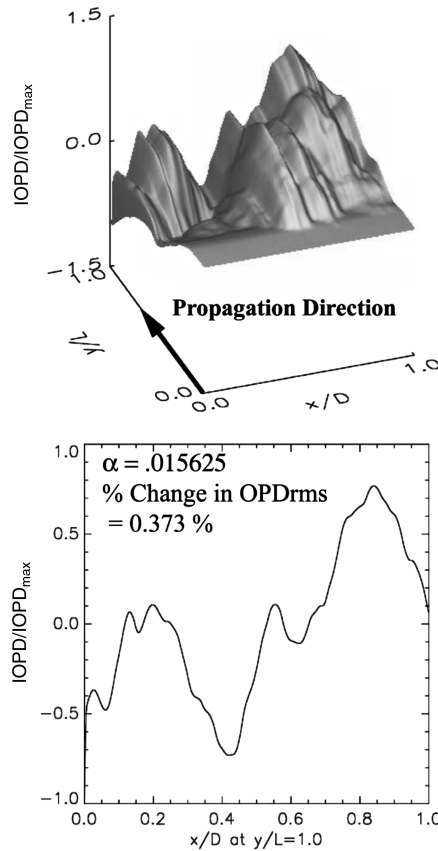 1.5
IOPD/IOPDmax
0.0
−1.5
1.0
Propagation Direction
y/L
0.0
0.0
x/D
1.0
1.0
α = .015625
% Change in OPDrms
= 0.373 %
0.5
IOPD/IOPDmax
0.0
−0.5
−1.0
0.0 0.2 0.4 0.6 0.8 1.0
x/D at y/L=1.0